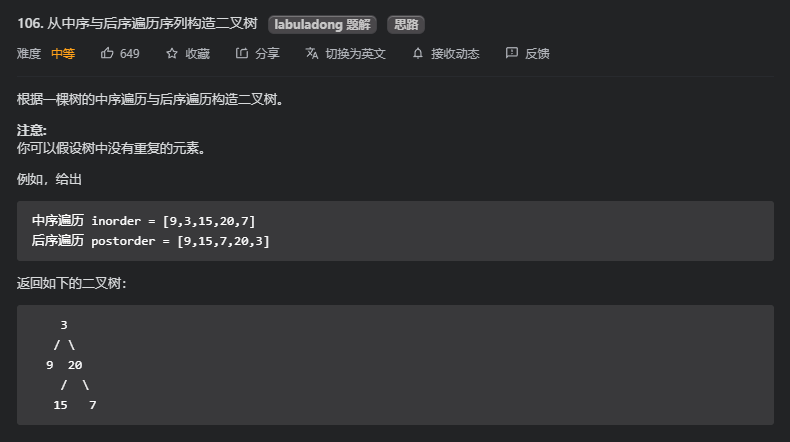 106. 从中序与后序遍历序列构造二叉树 labuladong 题解 思路
难度 中等 649 收藏 分享 切换为英文 接收动态 反馈
根据一棵树的中序遍历与后序遍历构造二叉树。
注意:
你可以假设树中没有重复的元素。
例如，给出
中序遍历 inorder = [9,3,15,20,7]
后序遍历 postorder = [9,15,7,20,3]
返回如下的二叉树：
3
/ \
9 20
/ \
15 7